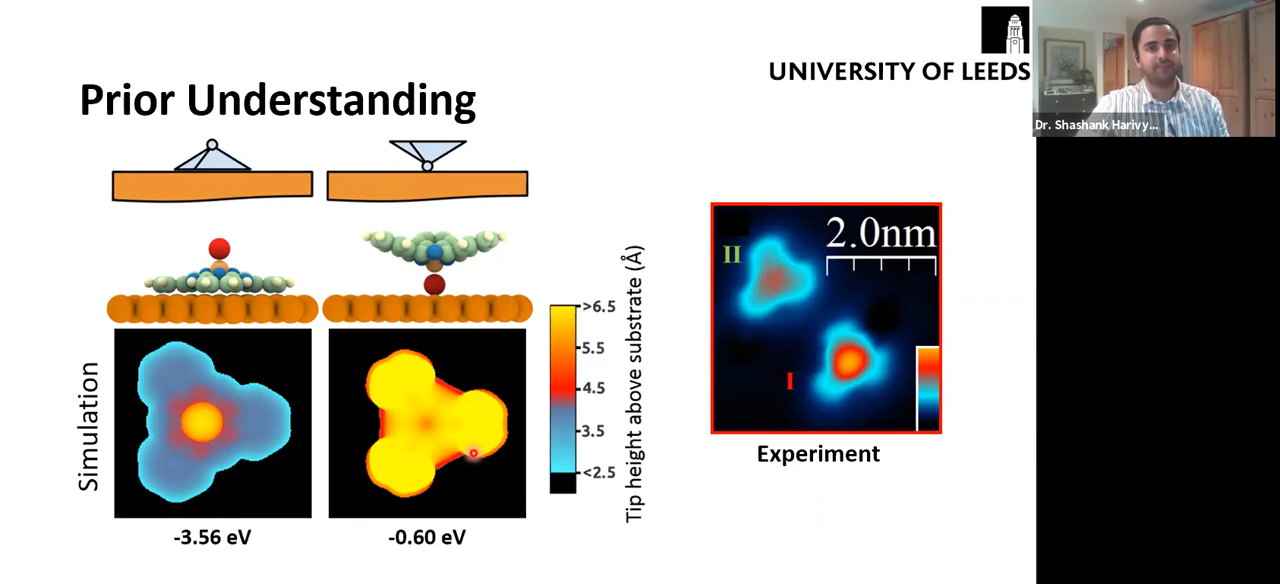 UNIVERSITY OF LEEDS
Dr. Shashank Harivy...
Prior Understanding
2.0nm
II
I
Experiment
Simulation
>6.5
5.5
4.5
3.5
<2.5
Tip height above substrate (Å)
-3.56 eV
-0.60 eV